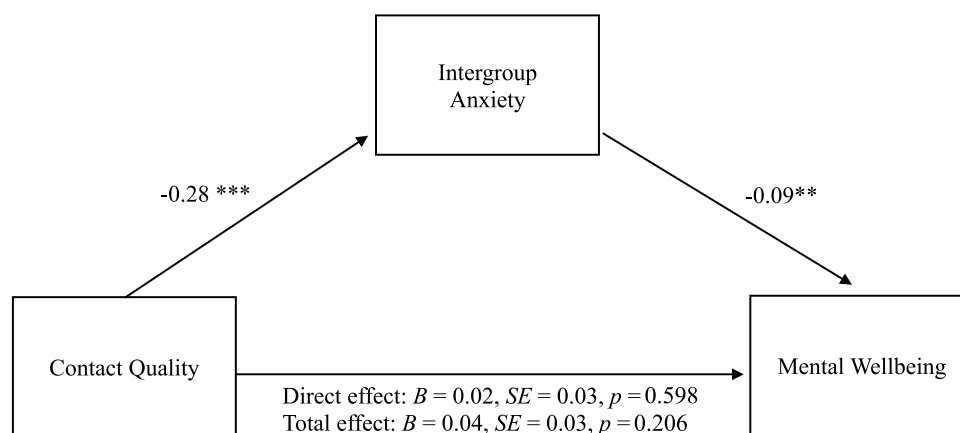 Intergroup
Anxiety
-0.28 ***
-0.09**
Contact Quality
Mental Wellbeing
Direct effect: B = 0.02, SE = 0.03, p = 0.598
Total effect: B = 0.04, SE = 0.03, p = 0.206